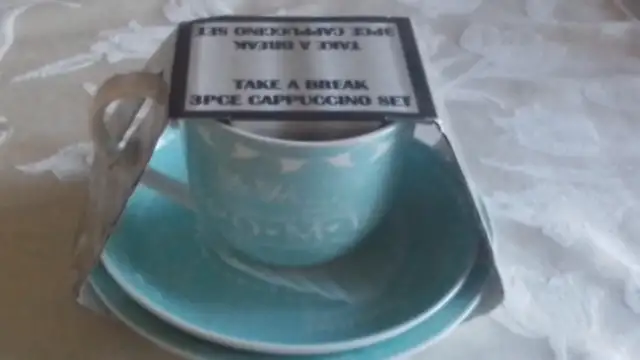 3PCE CAPPUCCINO SET
TAKE A BREAK
TAKE A BREAK
3PCE CAPPUCCINO SET